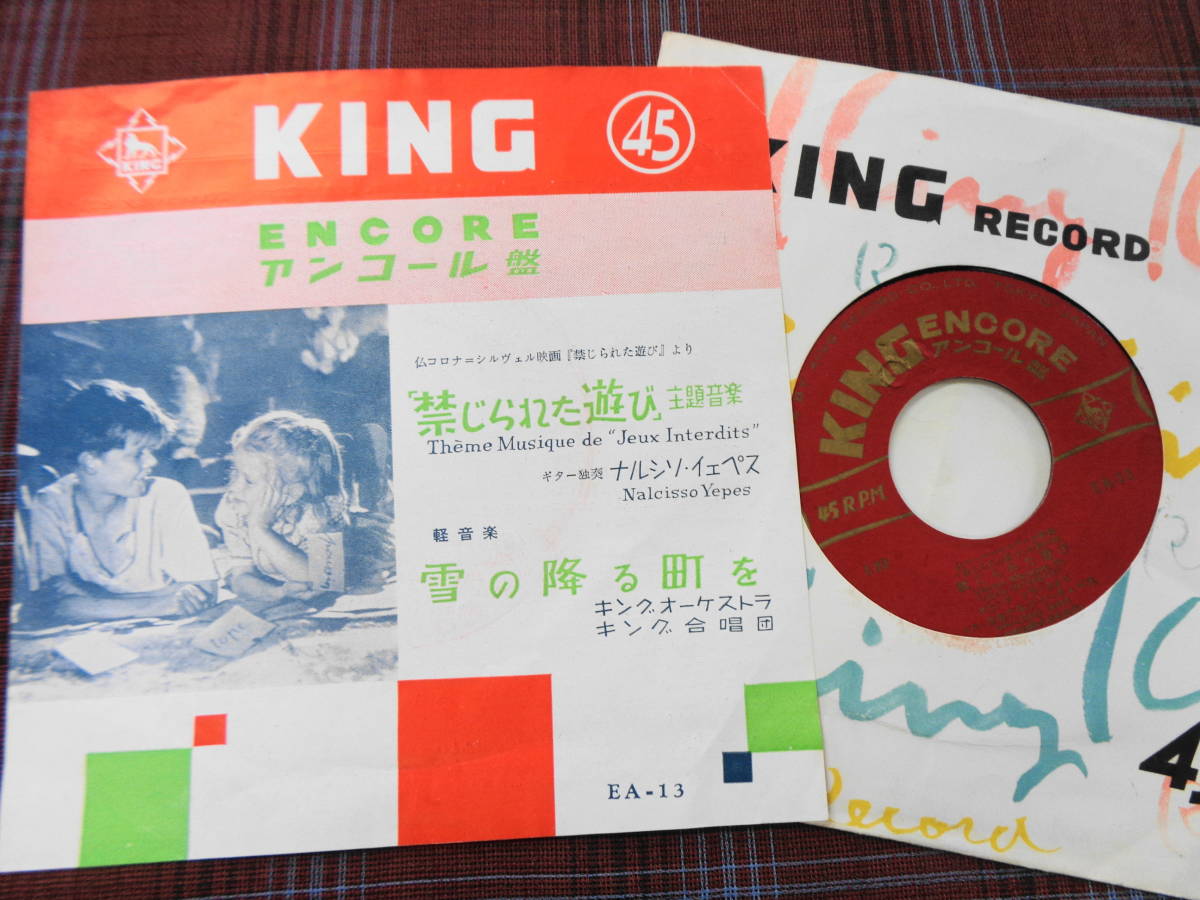 KING
KING
45
ENCORE
アンコール盤
仏コロナ=シルヴェル映画『禁じられた遊び』より
「禁じられた遊び」主題音楽
Thème Musique de "Jeux Interdits"
ギター独奏 ナルシソ・イェペス
Nalcisso Yepes
軽音楽
雪の降る町を
キングオーケストラ
キング合唱団
EA-13
KING RECORD
King
KING
ENCORE
アンコール盤
45 R.P.M
King
Record